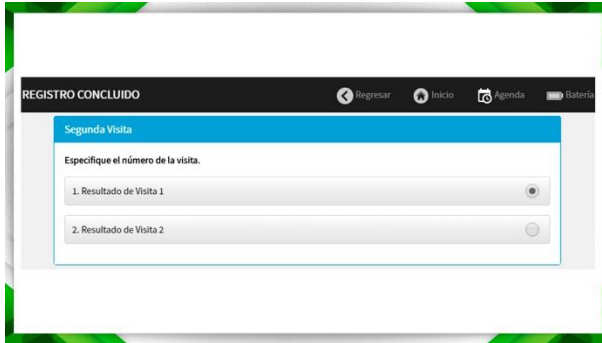 REGISTRO CONCLUIDO Regresar Inicio Agenda Batería
Segunda Visita
Especifique el número de la visita.
1. Resultado de Visita 1
2. Resultado de Visita 2